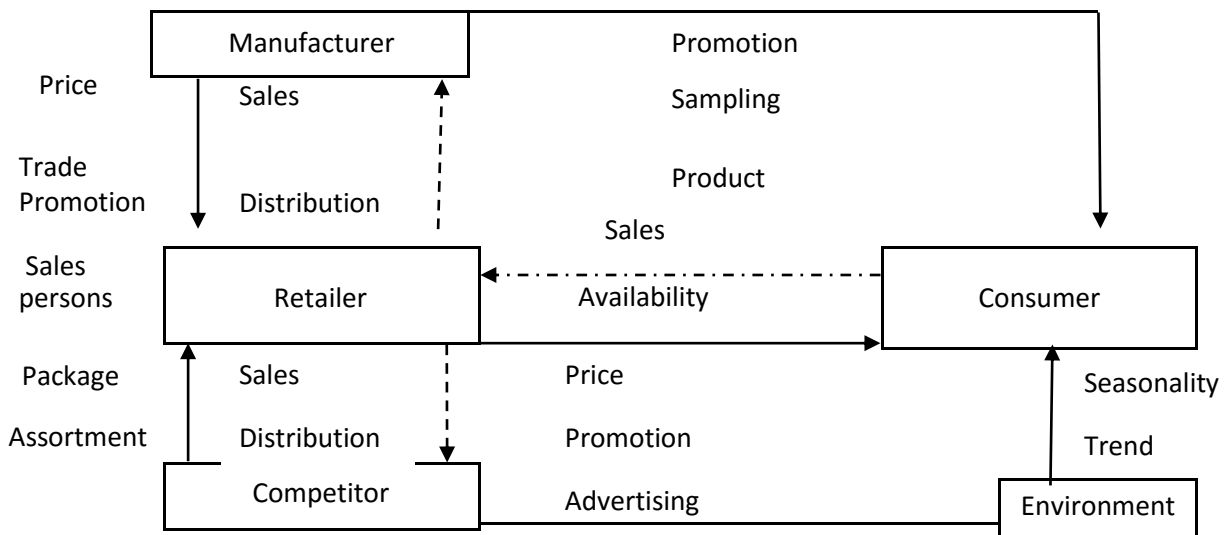 Manufacturer
Promotion
Price
Sales
Sampling
Trade
Promotion
Distribution
Product
Sales
Sales
persons
Retailer
Availability
Consumer
Package
Sales
Price
Seasonality
Assortment
Distribution
Promotion
Trend
Competitor
Advertising
Environment